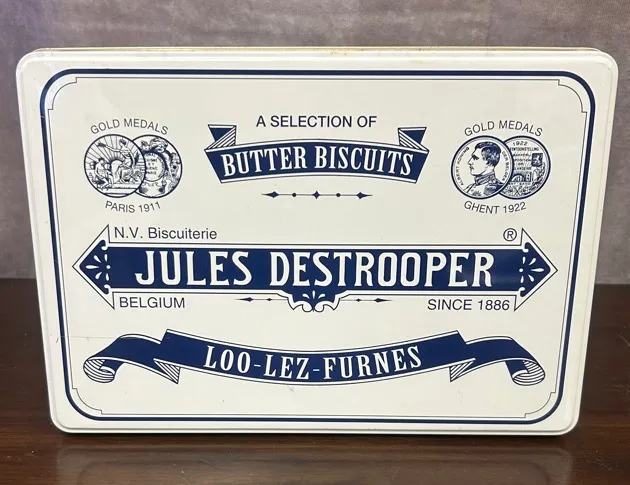 A SELECTION OF
BUTTER BISCUITS
GOLD MEDALS
PARIS 1911
GOLD MEDALS
1922
GHENT 1922
N.V. Biscuiterie
®
JULES DESTROOPER
BELGIUM
SINCE 1886
LOO-LEZ-FURNES